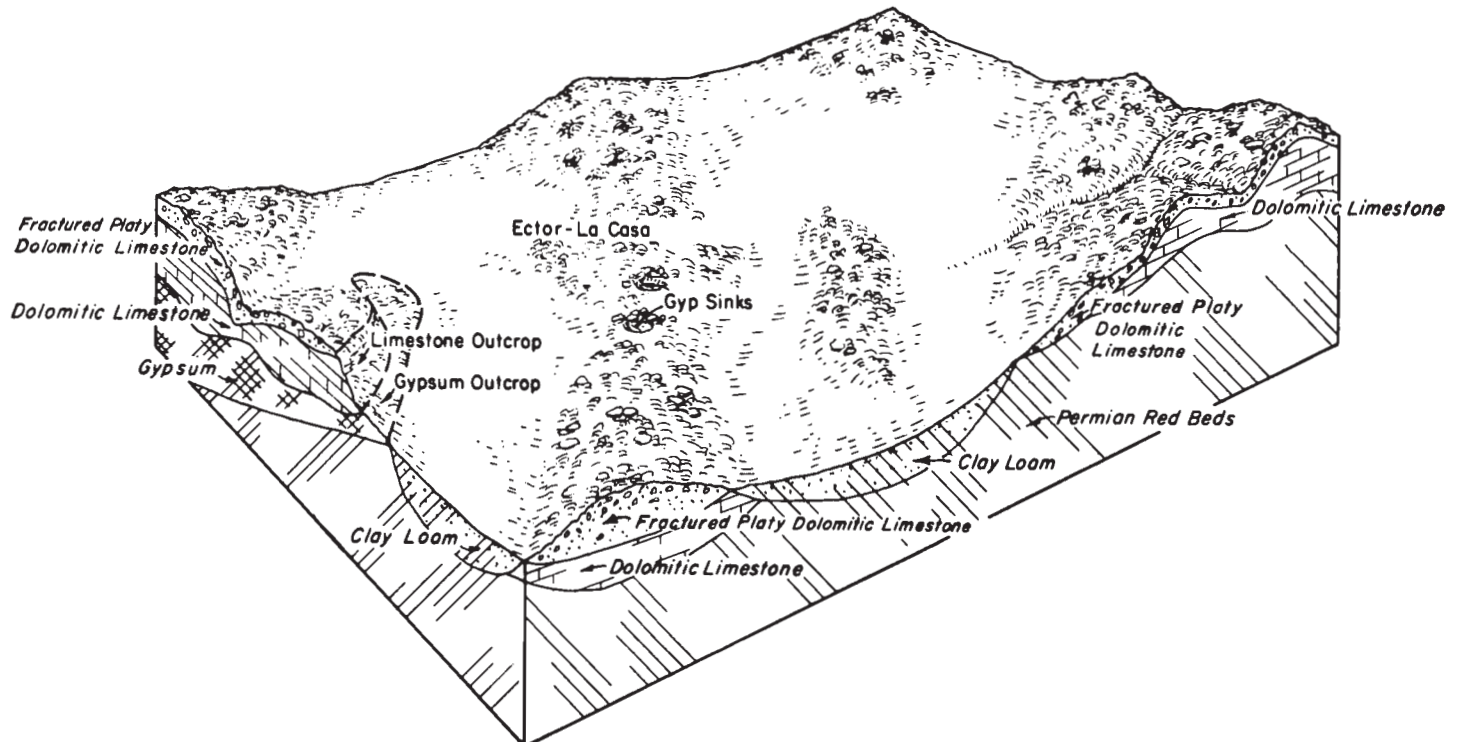 Fractured Platy
Dolomitic Limestone
Dolomitic Limestone
Gypsum
Ector-La Casa
Gyp Sinks
Limestone Outcrop
Gypsum Outcrop
Dolomitic Limestone
Fractured Platy
Dolomitic
Limestone
Permian Red Beds
Clay Loam
Clay Loam
Fractured Platy Dolomitic Limestone
Dolomitic Limestone